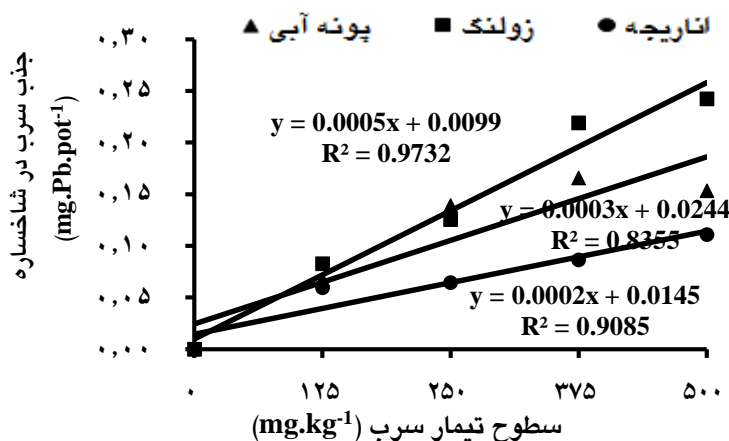 پونه آبی زولنگ اناریجه
جذب سرب در شاخساره
(mg.Pb.pot-1)
۰,۳۰
۰,۲۵
۰,۲۰
۰,۱۵
۰,۱۰
۰,۰۵
۰,۰۰
y = 0.0005x + 0.0099
R² = 0.9732
y = 0.0003x + 0.0244
R² = 0.8355
y = 0.0002x + 0.0145
R² = 0.9085
۰ ۱۲۵ ۲۵۰ ۳۷۵ ۵۰۰
سطوح تیمار سرب (mg.kg-1)